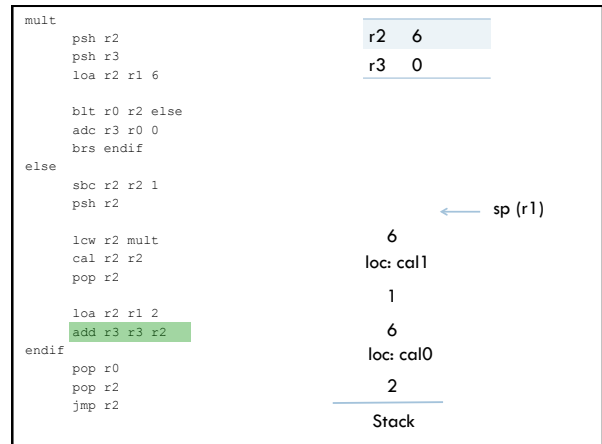 mult
psh r2
psh r3
loa r2 r1 6
blt r0 r2 else
adc r3 r0 0
brs endif
else
sbc r2 r2 1
psh r2
lcw r2 mult
cal r2 r2
pop r2
loa r2 r1 2
add r3 r3 r2
endif
pop r0
pop r2
jmp r2
r2 6
r3 0
sp (r1)
6
loc: cal1
1
6
loc: cal0
2
Stack